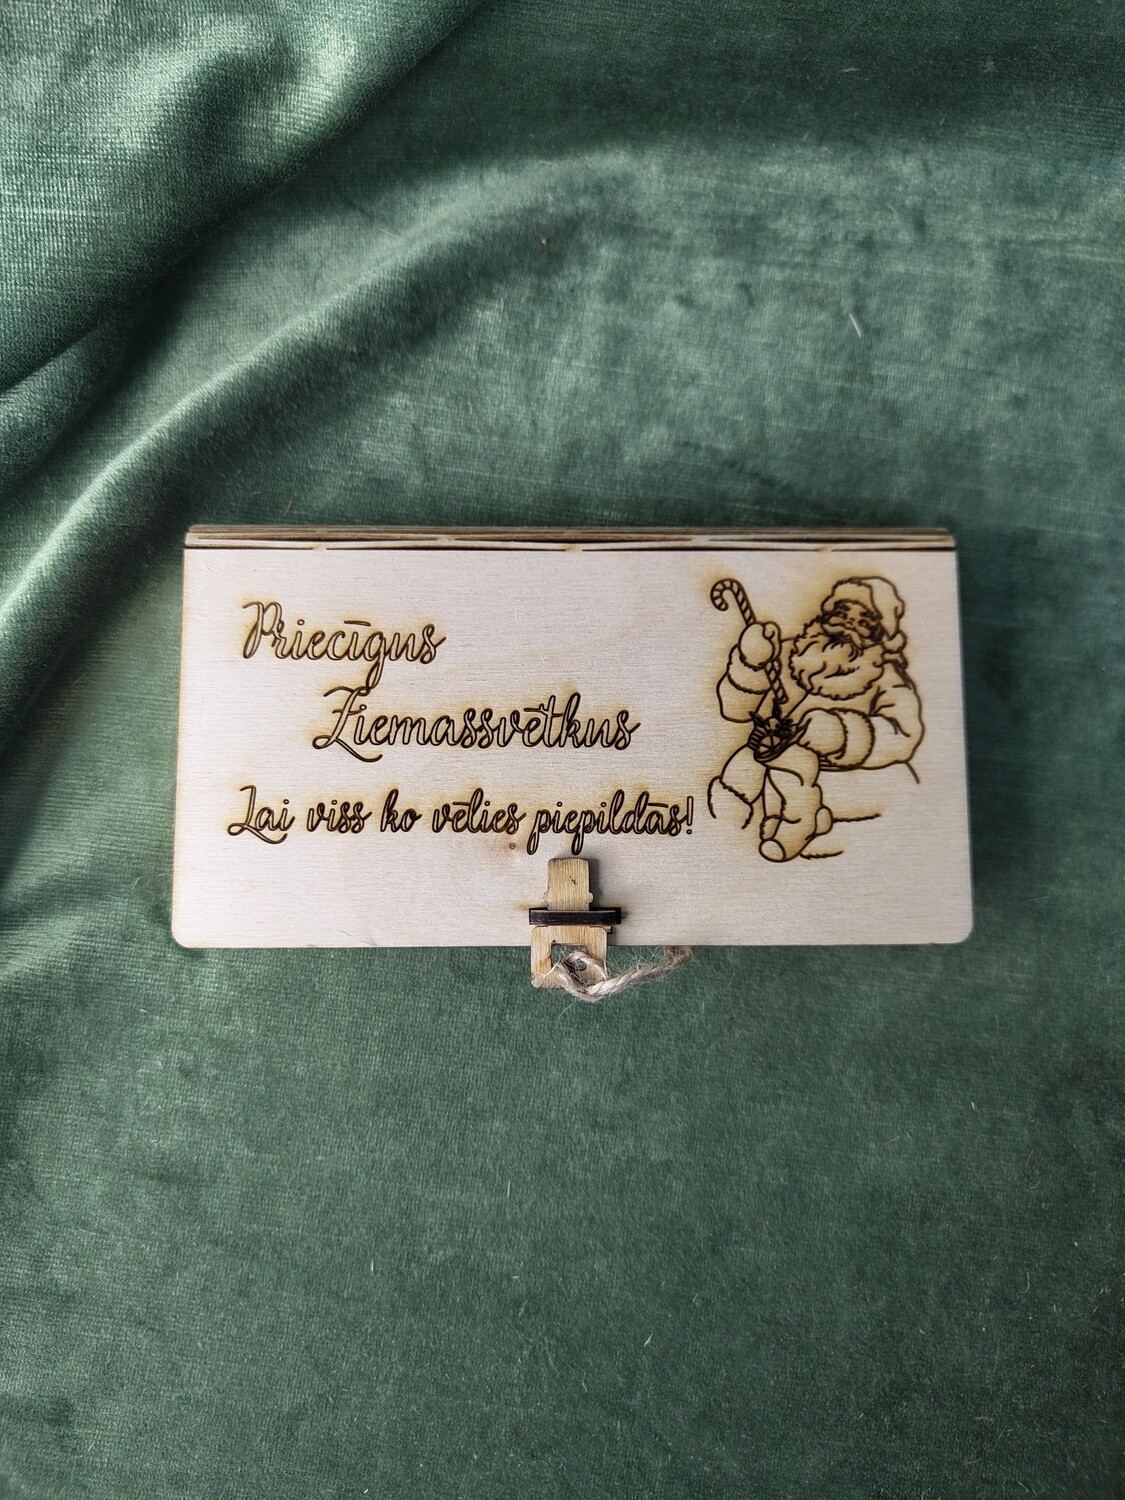 Priecīgus
Ziemassvētkus
Lai viss ko vēlies piepildās!